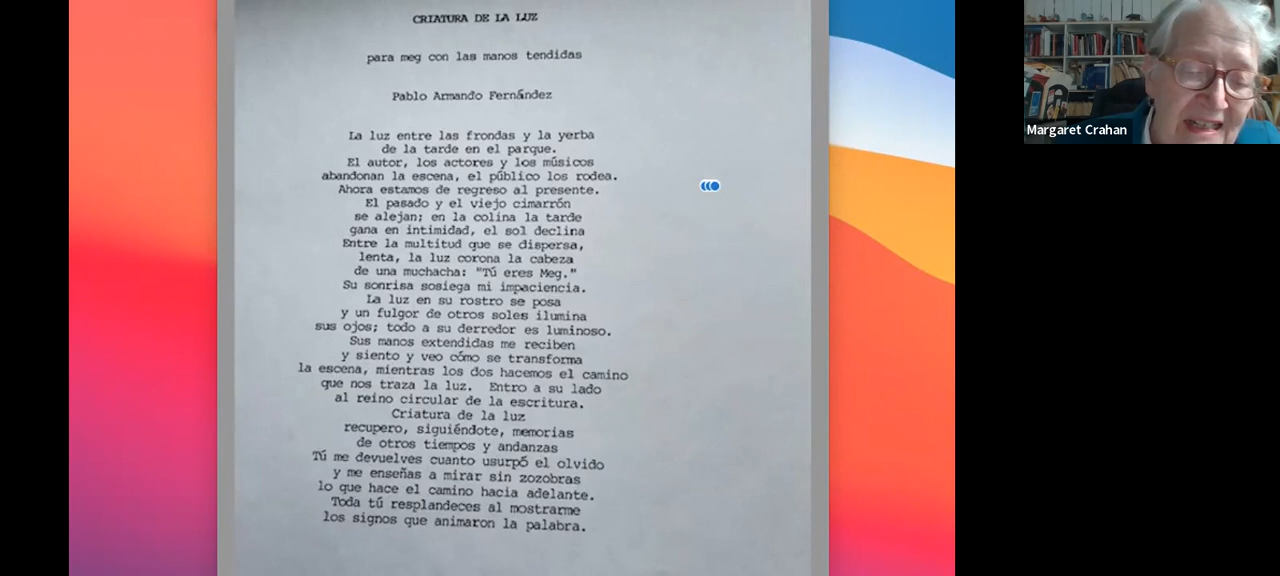 CRIATURA DE LA LUZ
para meg con las manos tendidas
Pablo Armando Fernández
La luz entre las frondas y la yerba
de la tarde en el parque.
El autor, los actores y los músicos
abandonan la escena, el público los rodea.
Ahora estamos de regreso al presente.
El pasado y el viejo cimarrón
se alejan; en la colina la tarde
gana en intimidad, el sol declina
Entre la multitud que se dispersa,
lenta, la luz corona la cabeza
de una muchacha: "Tú eres Meg."
Su sonrisa sosiega mi impaciencia.
La luz en su rostro se posa
y un fulgor de otros soles ilumina
sus ojos; todo a su derredor es luminoso.
Sus manos extendidas me reciben
y siento y veo cómo se transforma
la escena, mientras los dos hacemos el camino
que nos traza la luz. Entro a su lado
al reino circular de la escritura.
Criatura de la luz
recupero, siguiéndote, memorias
de otros tiempos y andanzas
Tú me devuelves cuanto usurpó el olvido
y me enseñas a mirar sin zozobras
lo que hace el camino hacia adelante.
Toda tú resplandeces al mostrarme
los signos que animaron la palabra.
Margaret Crahan